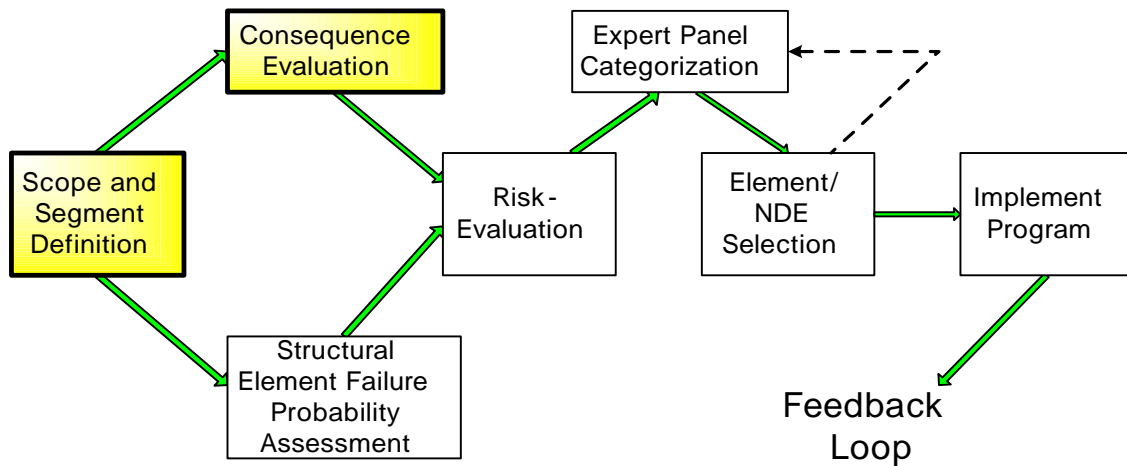 Consequence
Evaluation
Expert Panel
Categorization
Scope and
Segment
Definition
Risk-
Evaluation
Element/
NDE
Selection
Implement
Program
Structural
Element Failure
Probability
Assessment
Feedback
Loop